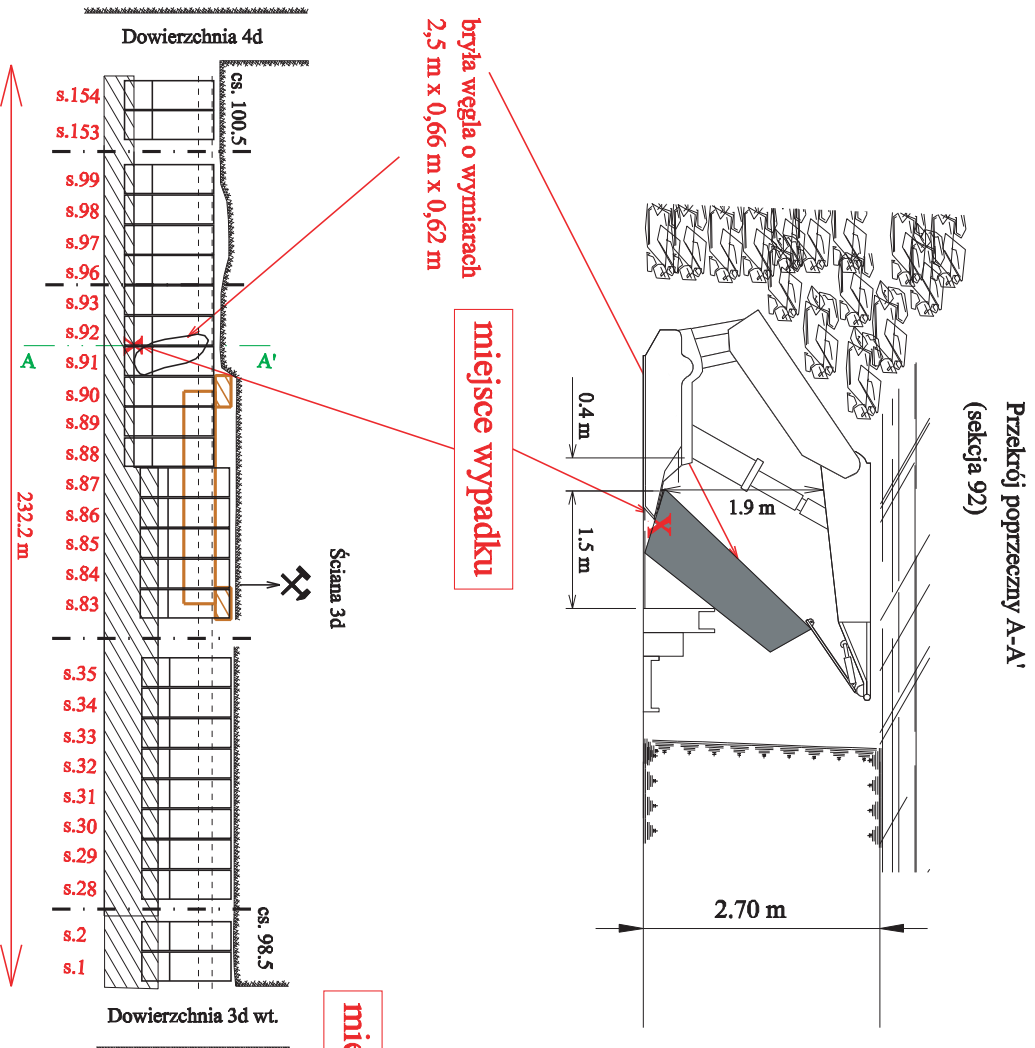 Dowierzchnia 4d
cs. 100.5
s.154
s.153
s.99
s.98
s.97
s.96
s.93
s.92
s.91
s.90
s.89
s.88
s.87
s.86
s.85
s.84
s.83
s.35
s.34
s.33
s.32
s.31
s.30
s.29
s.28
s.2
s.1
A
A'
232.2 m
Ściana 3d
cs. 98.5
Dowierzchnia 3d wt.
bryła węgla o wymiarach
2,5 m x 0,66 m x 0,62 m
miejsce wypadku
Przekrój poprzeczny A-A'
(sekcja 92)
0.4 m
1.5 m
1.9 m
X
2.70 m